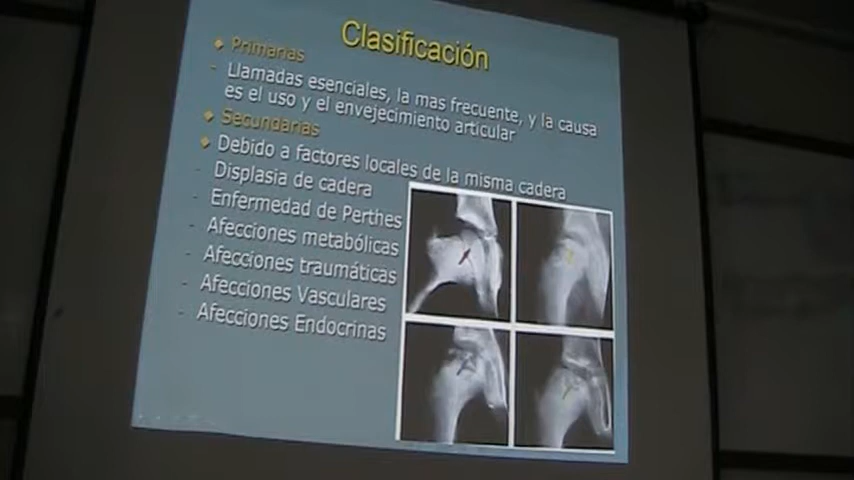 Clasificación
Primarias
- Llamadas esenciales, la mas frecuente, y la causa
es el uso y el envejecimiento articular
Secundarias
Debido a factores locales de la misma cadera
- Displasia de cadera
- Enfermedad de Perthes
- Afecciones metabólicas
- Afecciones traumáticas
- Afecciones Vasculares
- Afecciones Endocrinas